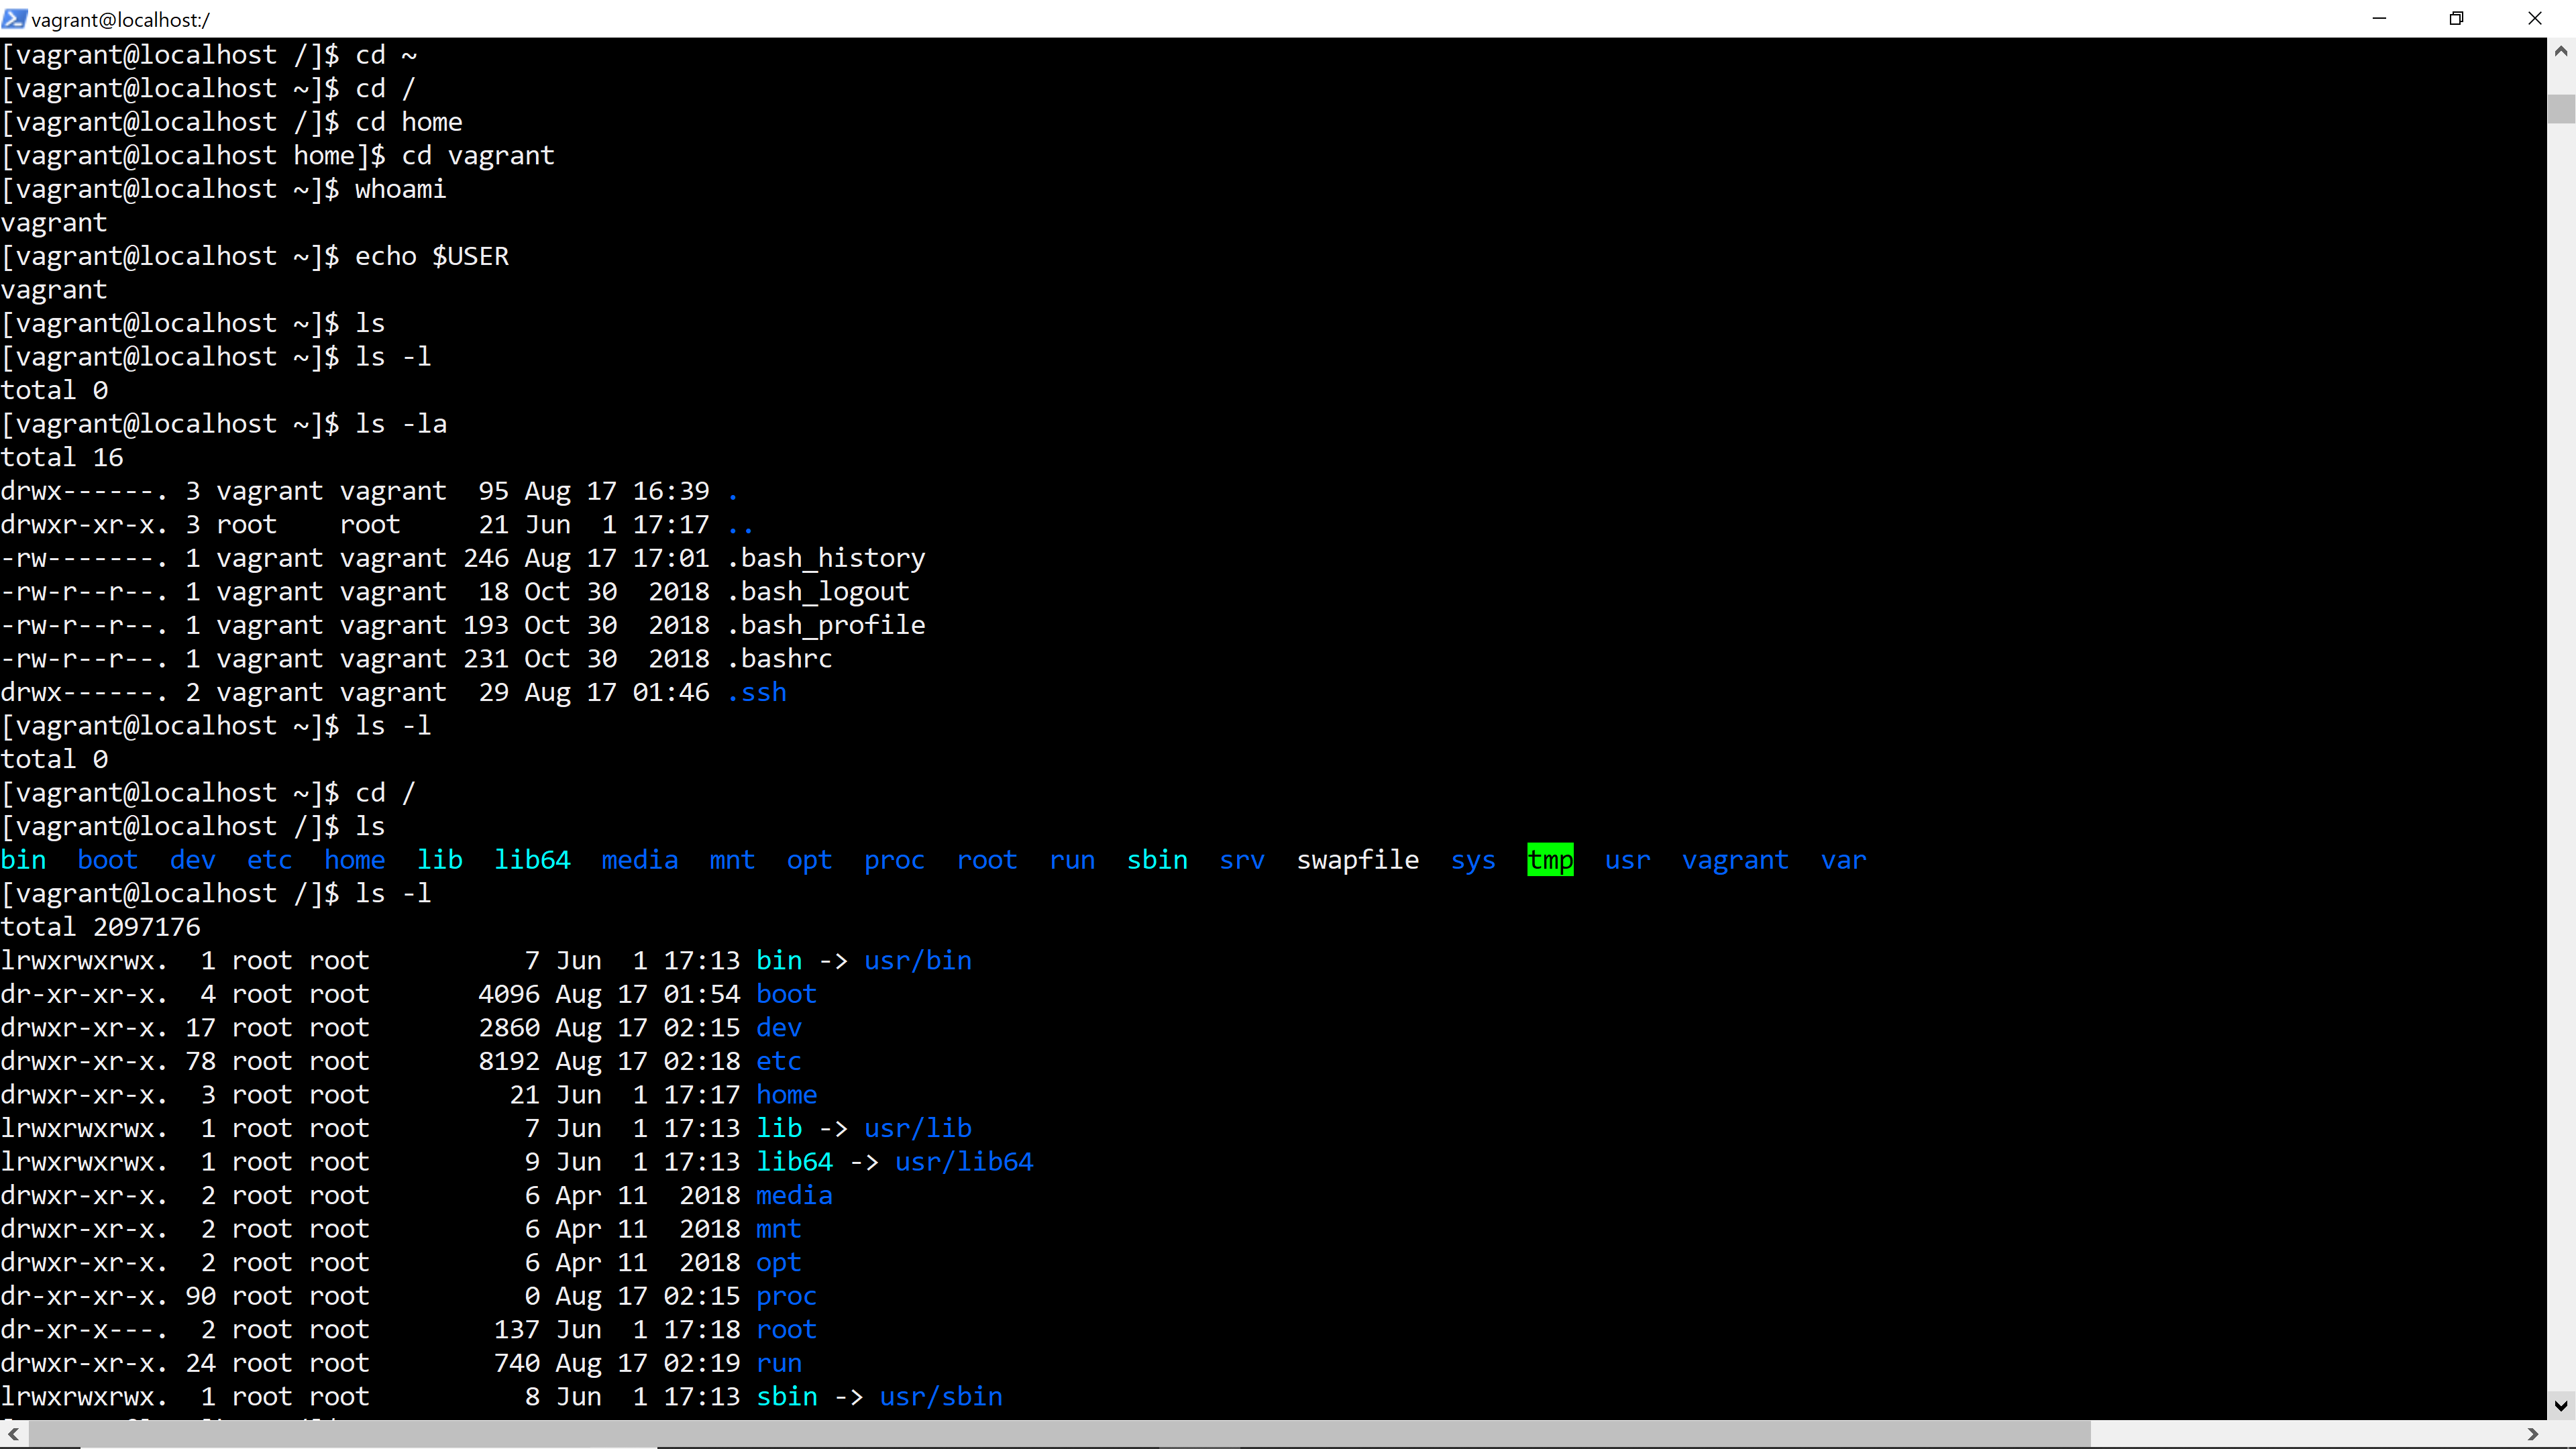 vagrant@localhost:/
[vagrant@localhost /]$ cd ~
[vagrant@localhost ~]$ cd /
[vagrant@localhost /]$ cd home
[vagrant@localhost home]$ cd vagrant
[vagrant@localhost ~]$ whoami
vagrant
[vagrant@localhost ~]$ echo $USER
vagrant
[vagrant@localhost ~]$ ls
[vagrant@localhost ~]$ ls -l
total 0
[vagrant@localhost ~]$ ls -la
total 16
drwx------. 3 vagrant vagrant  95 Aug 17 16:39 .
drwxr-xr-x. 3 root    root     21 Jun  1 17:17 ..
-rw-------. 1 vagrant vagrant 246 Aug 17 17:01 .bash_history
-rw-r--r--. 1 vagrant vagrant  18 Oct 30  2018 .bash_logout
-rw-r--r--. 1 vagrant vagrant 193 Oct 30  2018 .bash_profile
-rw-r--r--. 1 vagrant vagrant 231 Oct 30  2018 .bashrc
drwx------. 2 vagrant vagrant  29 Aug 17 01:46 .ssh
[vagrant@localhost ~]$ ls -l
total 0
[vagrant@localhost ~]$ cd /
[vagrant@localhost /]$ ls
bin  boot  dev  etc  home  lib  lib64  media  mnt  opt  proc  root  run  sbin  srv  swapfile  sys  tmp  usr  vagrant  var
[vagrant@localhost /]$ ls -l
total 2097176
lrwxrwxrwx.  1 root root          7 Jun  1 17:13 bin -> usr/bin
dr-xr-xr-x.  4 root root       4096 Aug 17 01:54 boot
drwxr-xr-x. 17 root root       2860 Aug 17 02:15 dev
drwxr-xr-x. 78 root root       8192 Aug 17 02:18 etc
drwxr-xr-x.  3 root root         21 Jun  1 17:17 home
lrwxrwxrwx.  1 root root          7 Jun  1 17:13 lib -> usr/lib
lrwxrwxrwx.  1 root root          9 Jun  1 17:13 lib64 -> usr/lib64
drwxr-xr-x.  2 root root          6 Apr 11  2018 media
drwxr-xr-x.  2 root root          6 Apr 11  2018 mnt
drwxr-xr-x.  2 root root          6 Apr 11  2018 opt
dr-xr-xr-x. 90 root root          0 Aug 17 02:15 proc
dr-xr-x---.  2 root root        137 Jun  1 17:18 root
drwxr-xr-x. 24 root root        740 Aug 17 02:19 run
lrwxrwxrwx.  1 root root          8 Jun  1 17:13 sbin -> usr/sbin